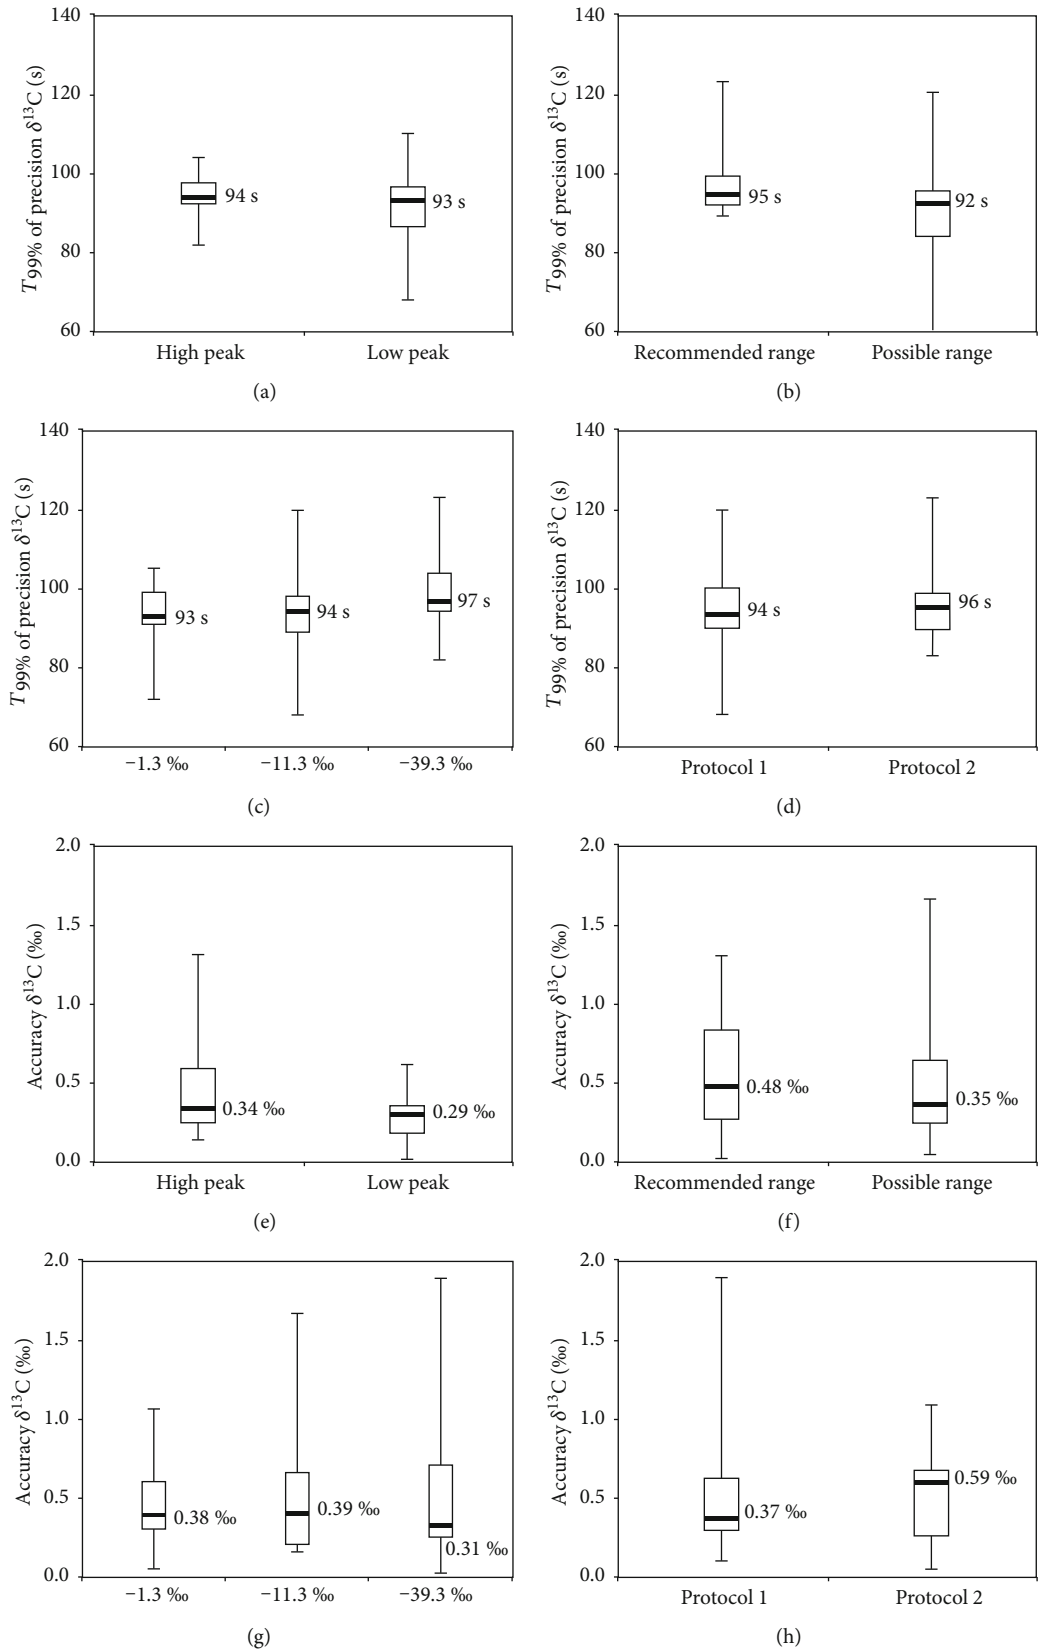 140
120
100
80
60
T99% of precision δ¹³C (s)
94 s
93 s
High peak
Low peak
(a)
140
120
100
80
60
T99% of precision δ¹³C (s)
95 s
92 s
Recommended range
Possible range
(b)
140
120
100
80
60
T99% of precision δ¹³C (s)
93 s
94 s
97 s
−1.3 ‰
−11.3 ‰
−39.3 ‰
(c)
140
120
100
80
60
T99% of precision δ¹³C (s)
94 s
96 s
Protocol 1
Protocol 2
(d)
2.0
1.5
1.0
0.5
0.0
Accuracy δ¹³C (‰)
0.34 ‰
0.29 ‰
High peak
Low peak
(e)
2.0
1.5
1.0
0.5
0.0
Accuracy δ¹³C (‰)
0.48 ‰
0.35 ‰
Recommended range
Possible range
(f)
2.0
1.5
1.0
0.5
0.0
Accuracy δ¹³C (‰)
0.38 ‰
0.39 ‰
0.31 ‰
−1.3 ‰
−11.3 ‰
−39.3 ‰
(g)
2.0
1.5
1.0
0.5
0.0
Accuracy δ¹³C (‰)
0.37 ‰
0.59 ‰
Protocol 1
Protocol 2
(h)